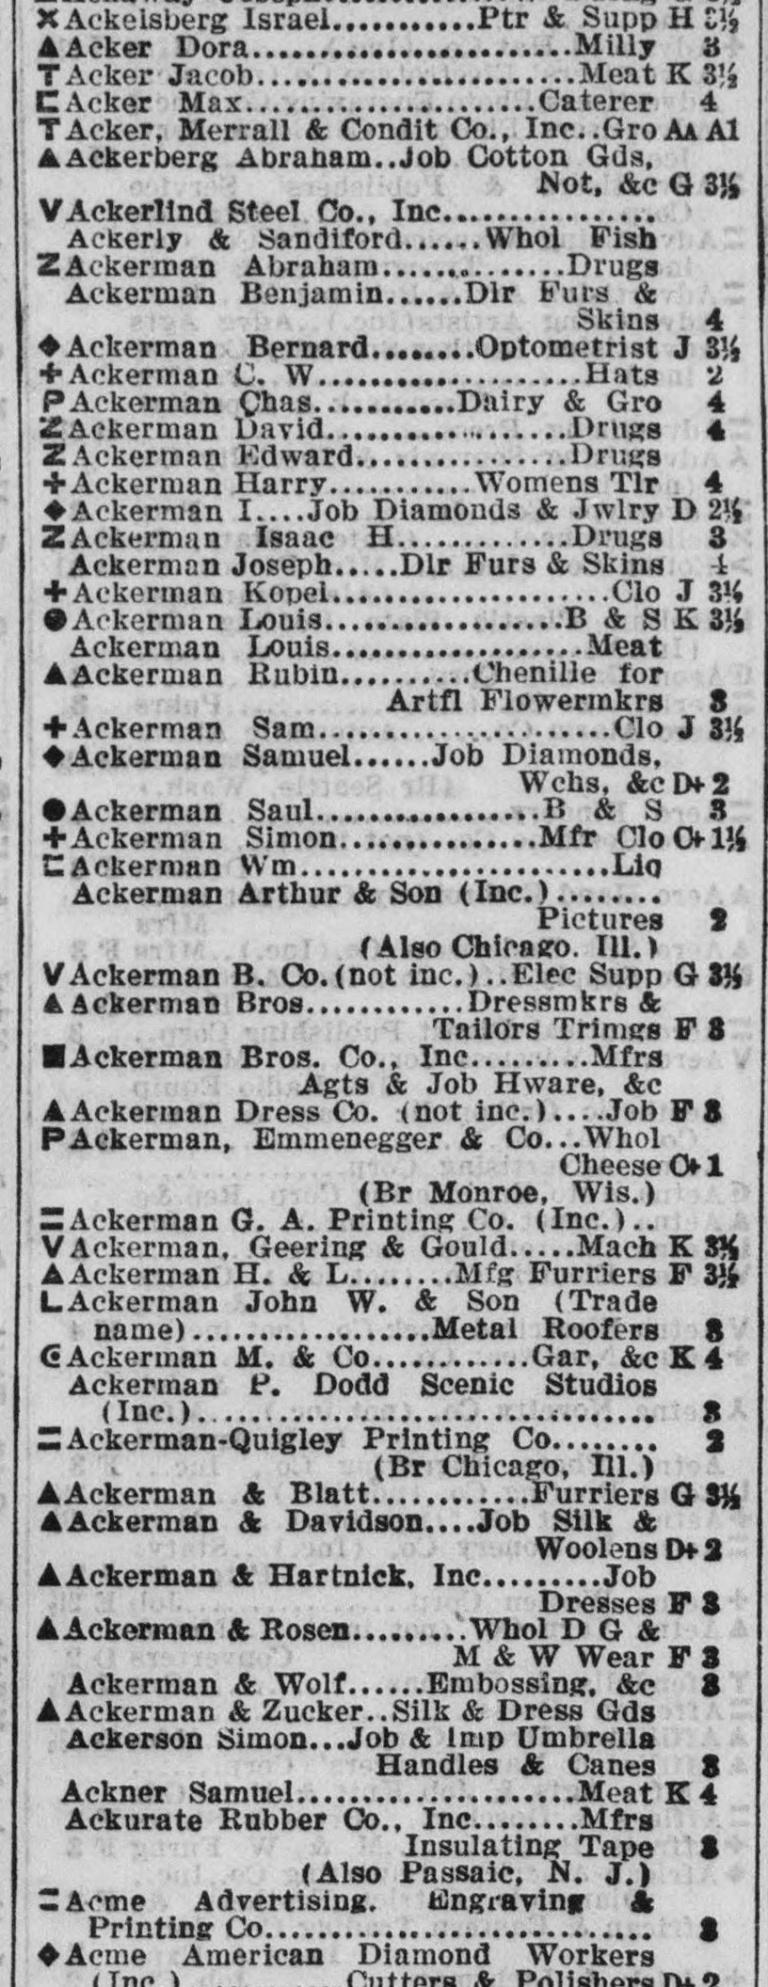 ✕Ackelsberg Israel............Ptr & Supp H 3½
▲Acker Dora........................Milly 3
TAcker Jacob........................Meat K 3½
⊏Acker Max......................Caterer 4
TAcker, Merrall & Condit Co., Inc..Gro AA A1
▲Ackerberg Abraham..Job Cotton Gds,
Not, &c G 3½
VAckerlind Steel Co., Inc................
Ackerly & Sandiford......Whol Fish
ZAckerman Abraham..............Drugs
Ackerman Benjamin......Dlr Furs &
Skins 4
◆Ackerman Bernard........Optometrist J 3½
+Ackerman C. W....................Hats 2
PAckerman Chas...........Dairy & Gro 4
ZAckerman David..................Drugs 4
ZAckerman Edward................Drugs
+Ackerman Harry...........Womens Tlr 4
◆Ackerman I....Job Diamonds & Jwlry D 2½
ZAckerman Isaac H.............Drugs 3
Ackerman Joseph.....Dlr Furs & Skins 4
+Ackerman Kopel.....................Clo J 3½
●Ackerman Louis..................B & S K 3½
Ackerman Louis...................Meat
▲Ackerman Rubin..........Chenille for
Artfl Flowermkrs 3
+Ackerman Sam......................Clo J 3½
◆Ackerman Samuel......Job Diamonds,
Wchs, &c D+ 2
●Ackerman Saul.................B & S 3
+Ackerman Simon...............Mfr Clo C+ 1½
⊏Ackerman Wm.......................Liq
Ackerman Arthur & Son (Inc.)........
Pictures 2
(Also Chicago. Ill.)
VAckerman B. Co.(not inc.)..Elec Supp G 3½
▲Ackerman Bros............Dressmkrs &
Tailors Trimgs F 3
■Ackerman Bros. Co., Inc.........Mfrs
Agts & Job Hware, &c
▲Ackerman Dress Co. (not inc.)....Job F 3
PAckerman, Emmenegger & Co...Whol
Cheese C+ 1
(Br Monroe, Wis.)
=Ackerman G. A. Printing Co. (Inc.)..
VAckerman, Geering & Gould.....Mach K 3½
▲Ackerman H. & L........Mfg Furriers F 3½
LAckerman John W. & Son (Trade
name)..................Metal Roofers 3
GAckerman M. & Co............Gar, &c K 4
Ackerman P. Dodd Scenic Studios
(Inc.)................................... 3
=Ackerman-Quigley Printing Co........ 2
(Br Chicago, Ill.)
▲Ackerman & Blatt............Furriers G 3½
▲Ackerman & Davidson....Job Silk &
Woolens D+ 2
▲Ackerman & Hartnick, Inc.........Job
Dresses F 3
▲Ackerman & Rosen.........Whol D G &
M & W Wear F 3
Ackerman & Wolf......Embossing, &c 3
▲Ackerman & Zucker..Silk & Dress Gds
Ackerson Simon...Job & Imp Umbrella
Handles & Canes 3
Ackner Samuel.....................Meat K 4
Ackurate Rubber Co., Inc........Mfrs
Insulating Tape 3
(Also Passaic, N. J.)
=Acme Advertising. Engraving &
Printing Co............................. 3
◆Acme American Diamond Workers
(Inc.)............Cutters & Polishers D+ 2